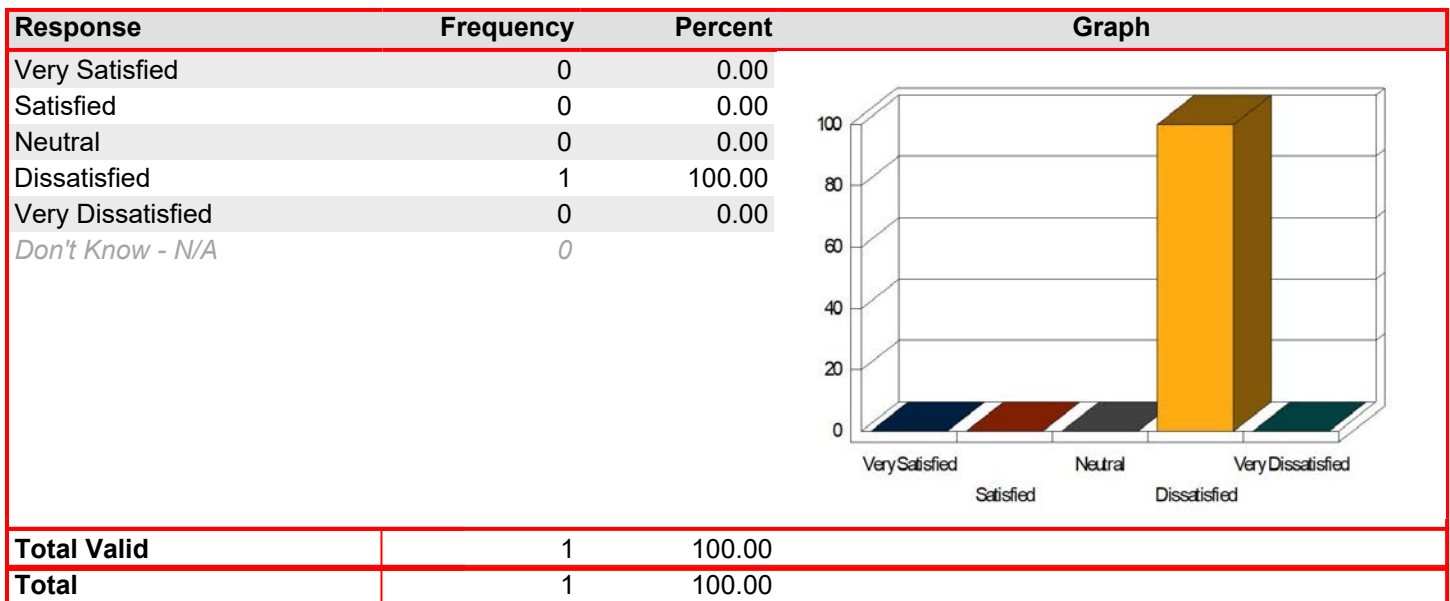 Response Frequency Percent Graph
Very Satisfied 0 0.00
Satisfied 0 0.00
Neutral 0 0.00
Dissatisfied 1 100.00
Very Dissatisfied 0 0.00
Don't Know - N/A 0
100
80
60
40
20
0
Very Satisfied Neutral Very Dissatisfied
Satisfied Dissatisfied
Total Valid 1 100.00
Total 1 100.00